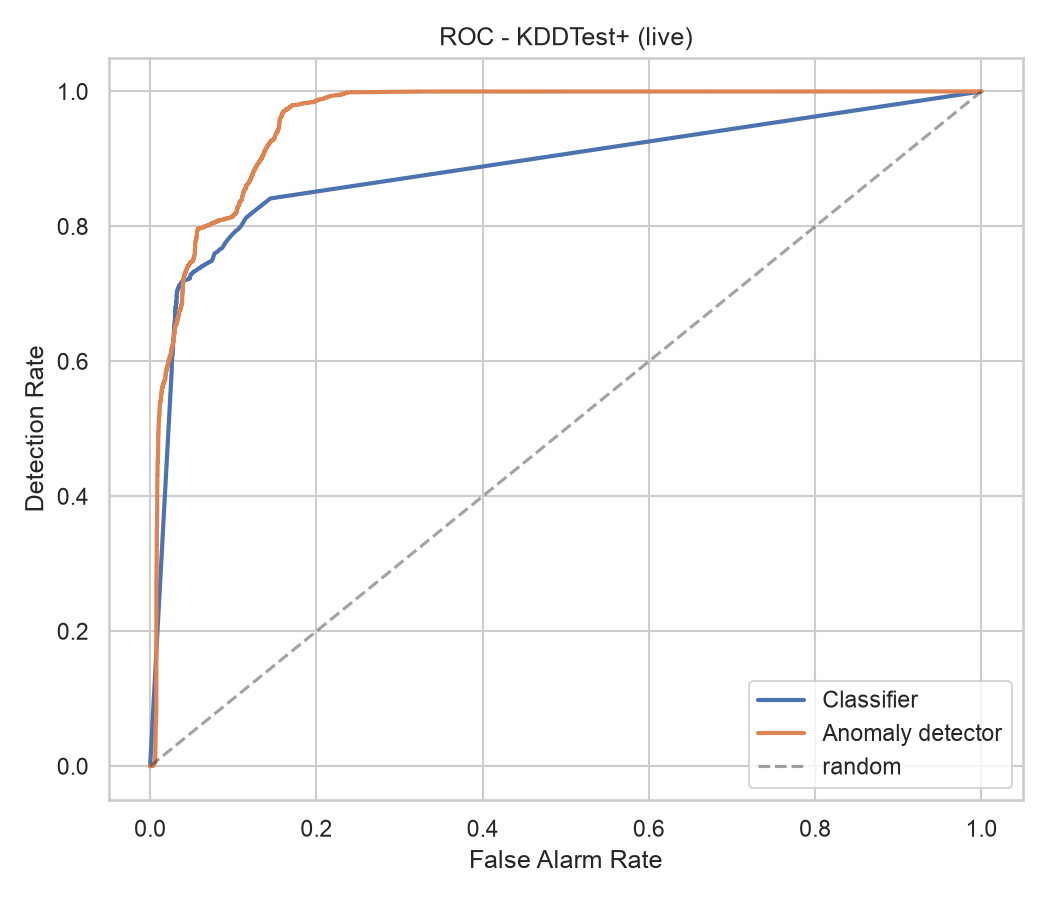 ROC - KDDTest+ (live)
1.0
0.8
0.6
0.4
0.2
0.0
Detection Rate
0.0 0.2 0.4 0.6 0.8 1.0
False Alarm Rate
Classifier
Anomaly detector
random